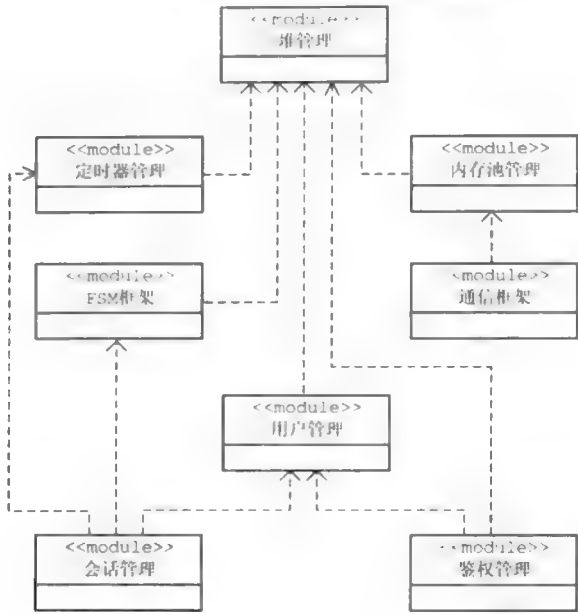 <<module>>
堆管理
<<module>>
定时器管理
<<module>>
内存池管理
<<module>>
FSM框架
<<module>>
通信框架
<<module>>
用户管理
<<module>>
会话管理
<<module>>
鉴权管理